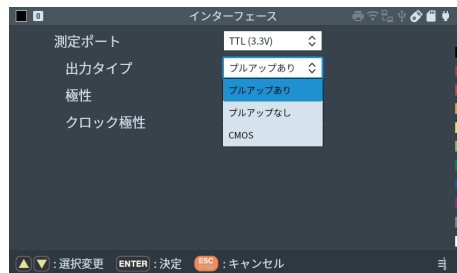 0 インターフェース
測定ポート TTL (3.3V)
出力タイプ プルアップあり
極性 プルアップあり
プルアップなし
クロック極性
CMOS
:選択変更 ENTER :決定 ESC :キャンセル